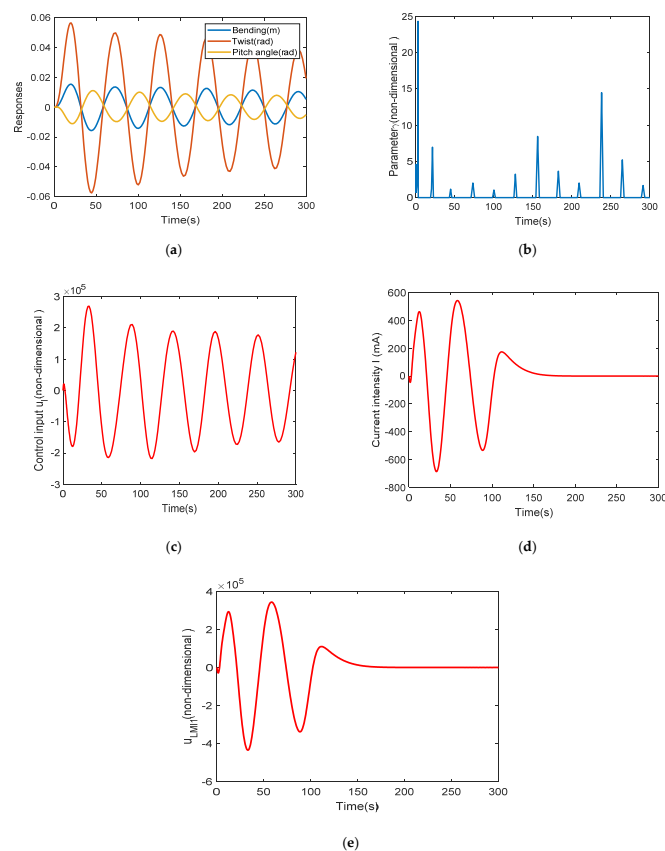 0.06
0.04
0.02
0
-0.02
-0.04
-0.06
Responses
Bending(m)
Twist(rad)
Pitch angle(rad)
0 50 100 150 200 250 300
Time(s)
(a)
25
20
15
10
5
0
Parameterγ(non-dimensional )
0 50 100 150 200 250 300
Time(s)
(b)
×10⁵
3
2
1
0
-1
-2
-3
Control input u_I(non-dimensional )
0 50 100 150 200 250 300
Time(s)
(c)
600
400
200
0
-200
-400
-600
-800
Current intensity I (mA)
0 50 100 150 200 250 300
Time(s)
(d)
×10⁵
4
2
0
-2
-4
-6
u_LMI1(non-dimensional )
0 50 100 150 200 250 300
Time(s)
(e)